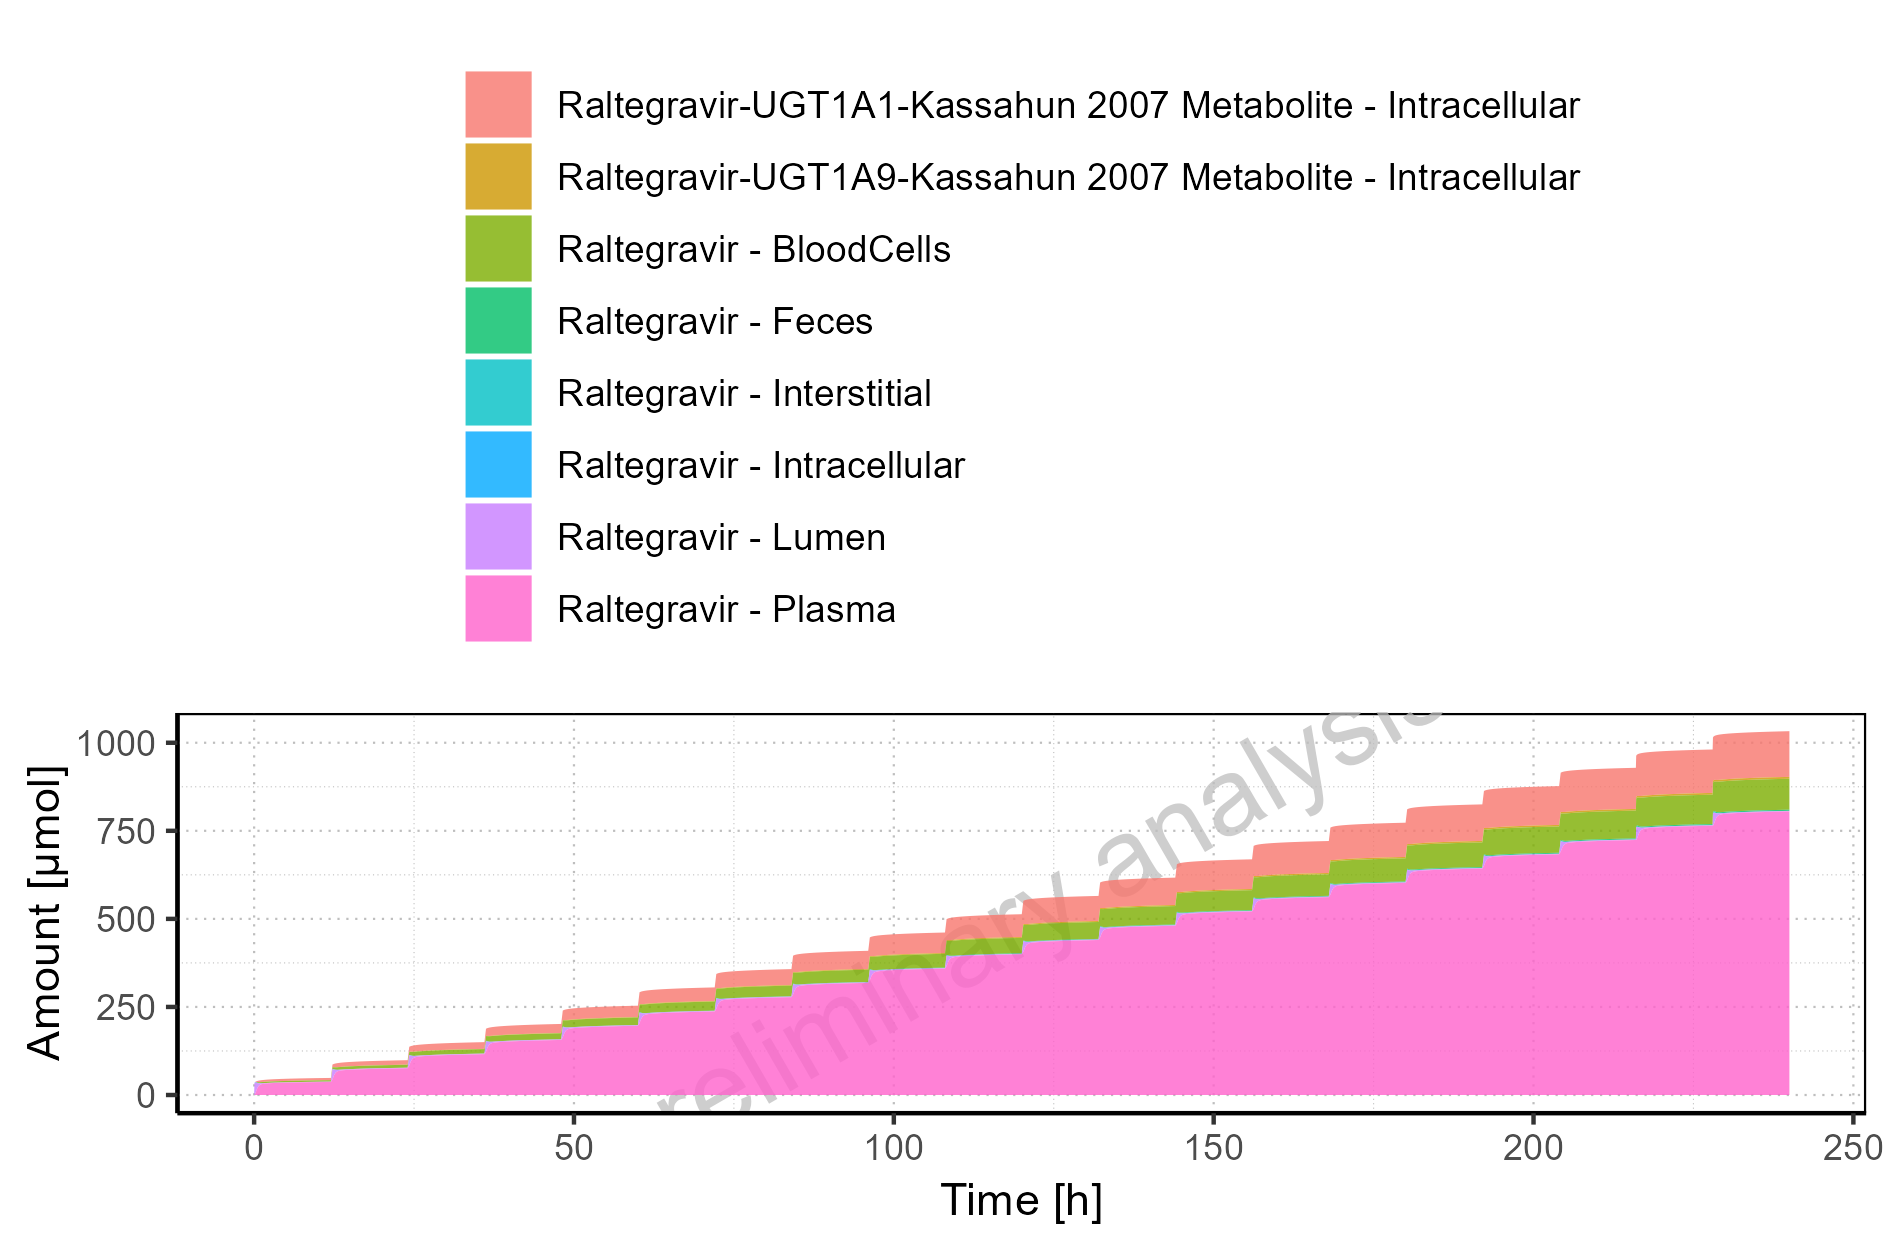 Raltegravir-UGT1A1-Kassahun 2007 Metabolite - Intracellular
Raltegravir-UGT1A9-Kassahun 2007 Metabolite - Intracellular
Raltegravir - BloodCells
Raltegravir - Feces
Raltegravir - Interstitial
Raltegravir - Intracellular
Raltegravir - Lumen
Raltegravir - Plasma
1000
750
500
250
0
Amount [µmol]
reliminary analysis
0 50 100 150 200 250
Time [h]